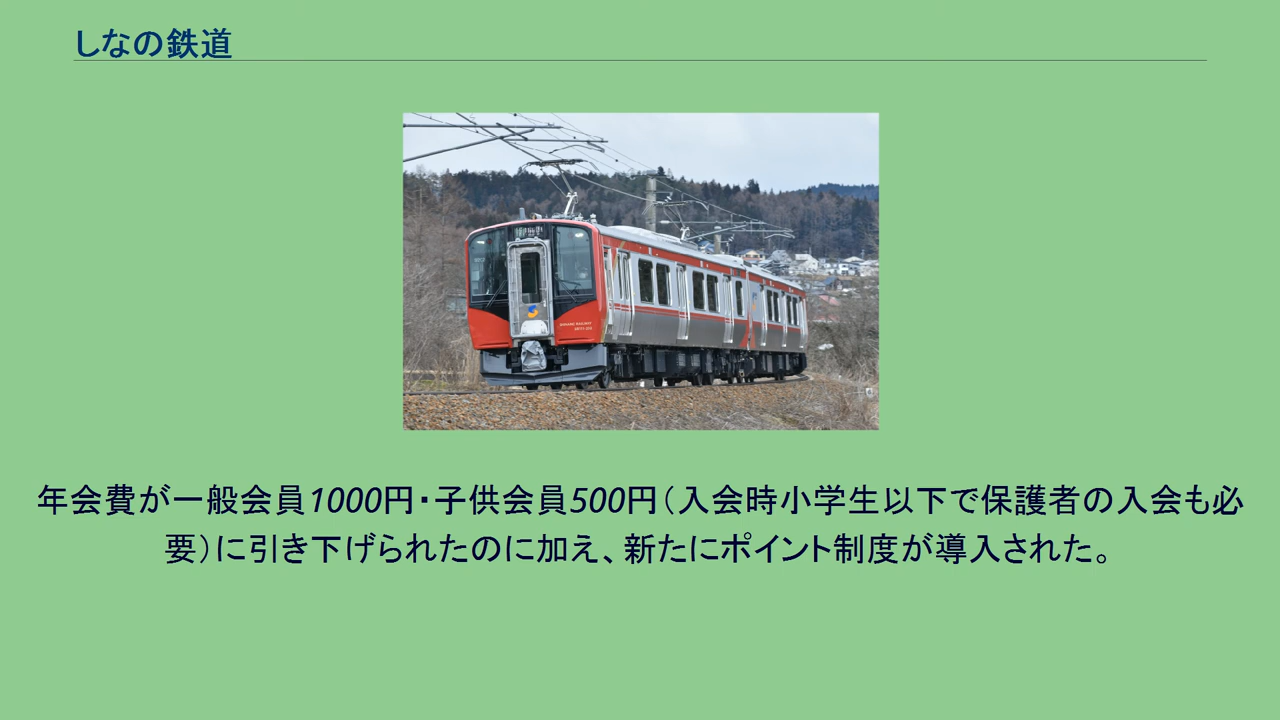 しなの鉄道
年会費が一般会員1000円・子供会員500円（入会時小学生以下で保護者の入会も必
要）に引き下げられたのに加え、新たにポイント制度が導入された。